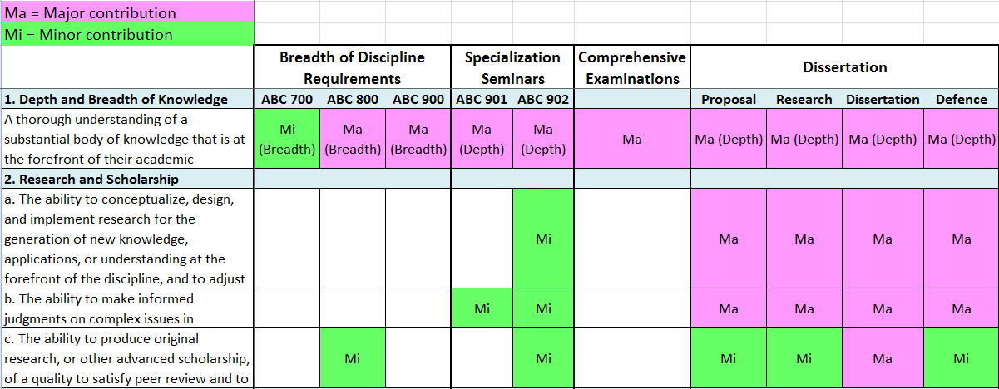 Ma = Major contribution
Mi = Minor contribution
Breadth of Discipline Specialization Comprehensive
Requirements Seminars Examinations Dissertation
1. Depth and Breadth of Knowledge ABC 700 ABC 800 ABC 900 ABC 901 ABC 902 Proposal Research Dissertation Defence
A thorough understanding of a
substantial body of knowledge that is at
the forefront of their academic
Mi Ma Ma Ma Ma Ma Ma (Depth) Ma (Depth) Ma (Depth) Ma (Depth)
(Breadth) (Breadth) (Breadth) (Depth) (Depth)
2. Research and Scholarship
a. The ability to conceptualize, design,
and implement research for the
generation of new knowledge,
applications, or understanding at the
forefront of the discipline, and to adjust
Mi Ma Ma Ma Ma
b. The ability to make informed
judgments on complex issues in
Mi Mi Ma Ma Ma Ma
c. The ability to produce original
research, or other advanced scholarship,
of a quality to satisfy peer review and to
Mi Mi Mi Mi Ma Mi